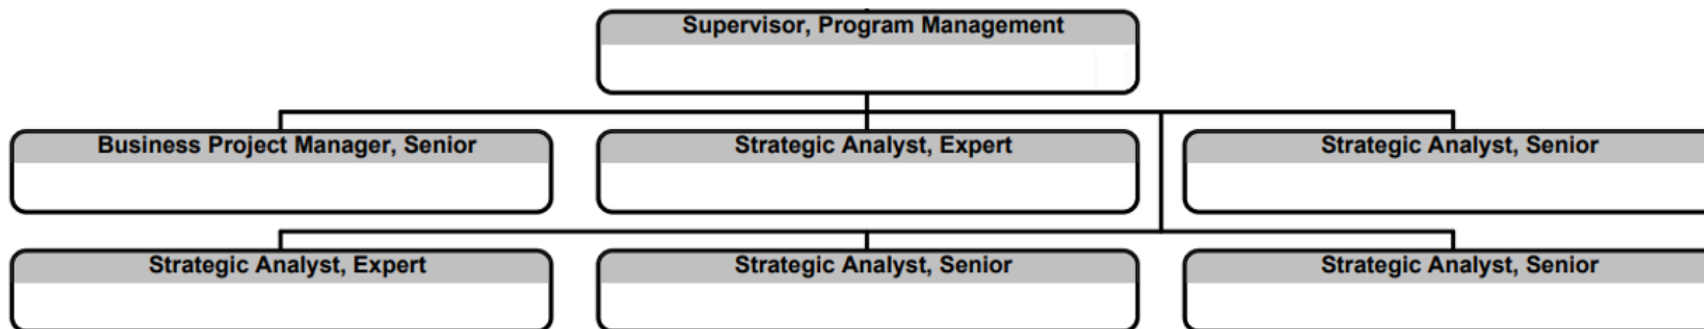 Supervisor, Program Management
Business Project Manager, Senior
Strategic Analyst, Expert
Strategic Analyst, Senior
Strategic Analyst, Expert
Strategic Analyst, Senior
Strategic Analyst, Senior